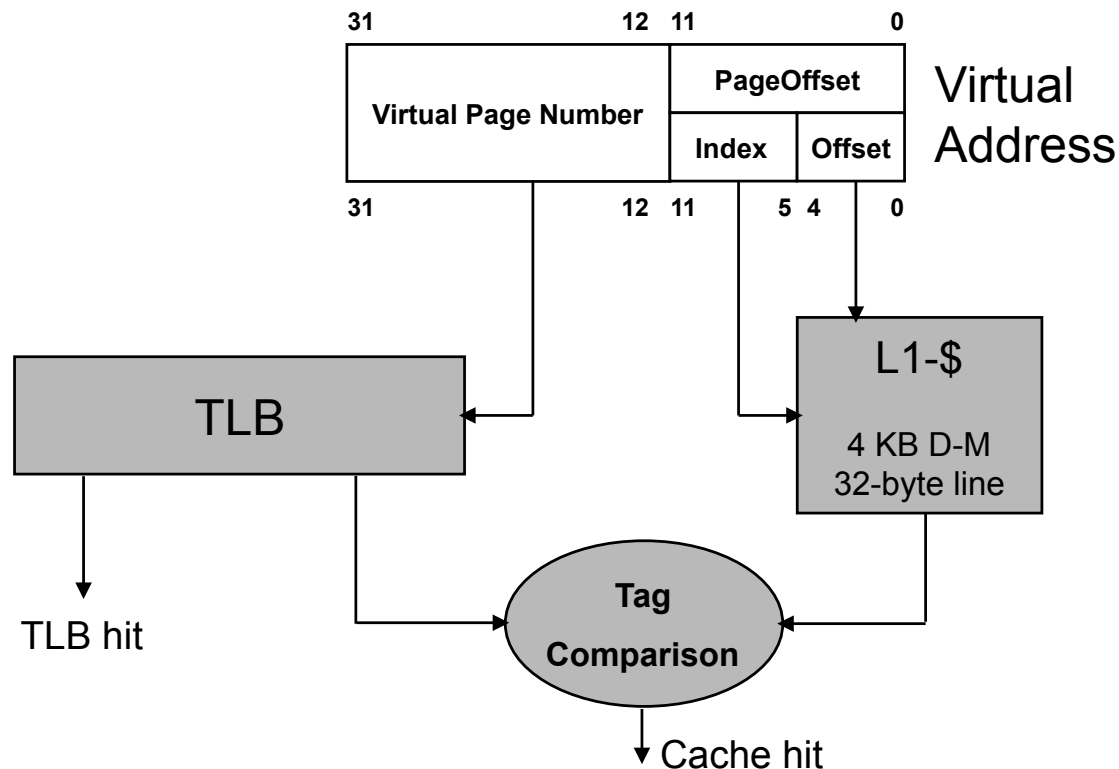 31 12 11 0
PageOffset
Virtual Page Number
Index Offset
Virtual
Address
31 12 11 5 4 0
L1-$
4 KB D-M
32-byte line
TLB
Tag
Comparison
TLB hit
Cache hit